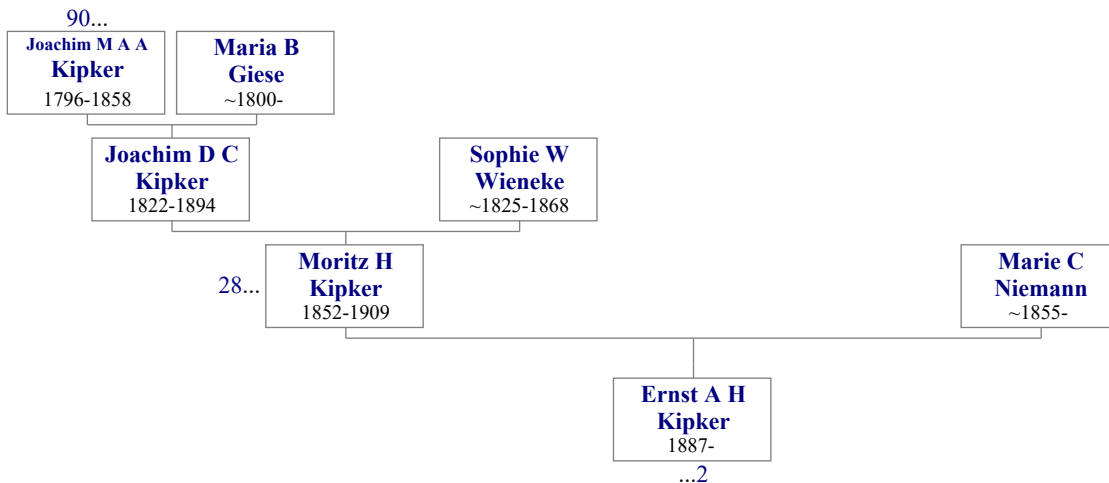 90...
Joachim M A A
Kipker
1796-1858
Maria B
Giese
~1800-
Joachim D C
Kipker
1822-1894
Sophie W
Wieneke
~1825-1868
28...
Moritz H
Kipker
1852-1909
Marie C
Niemann
~1855-
Ernst A H
Kipker
1887-
...2